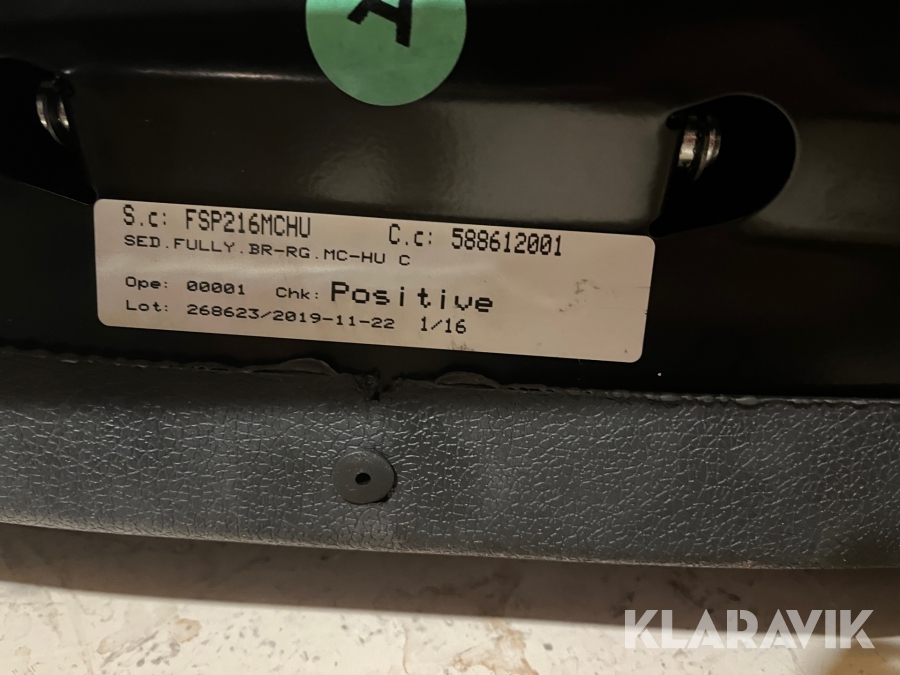 S.c: FSP216MCHU C.c: 588612001
SED.FULLY.BR-RG.MC-HU C
Ope: 00001 Chk: Positive
Lot: 268623/2019-11-22 1/16
KLARAVIK